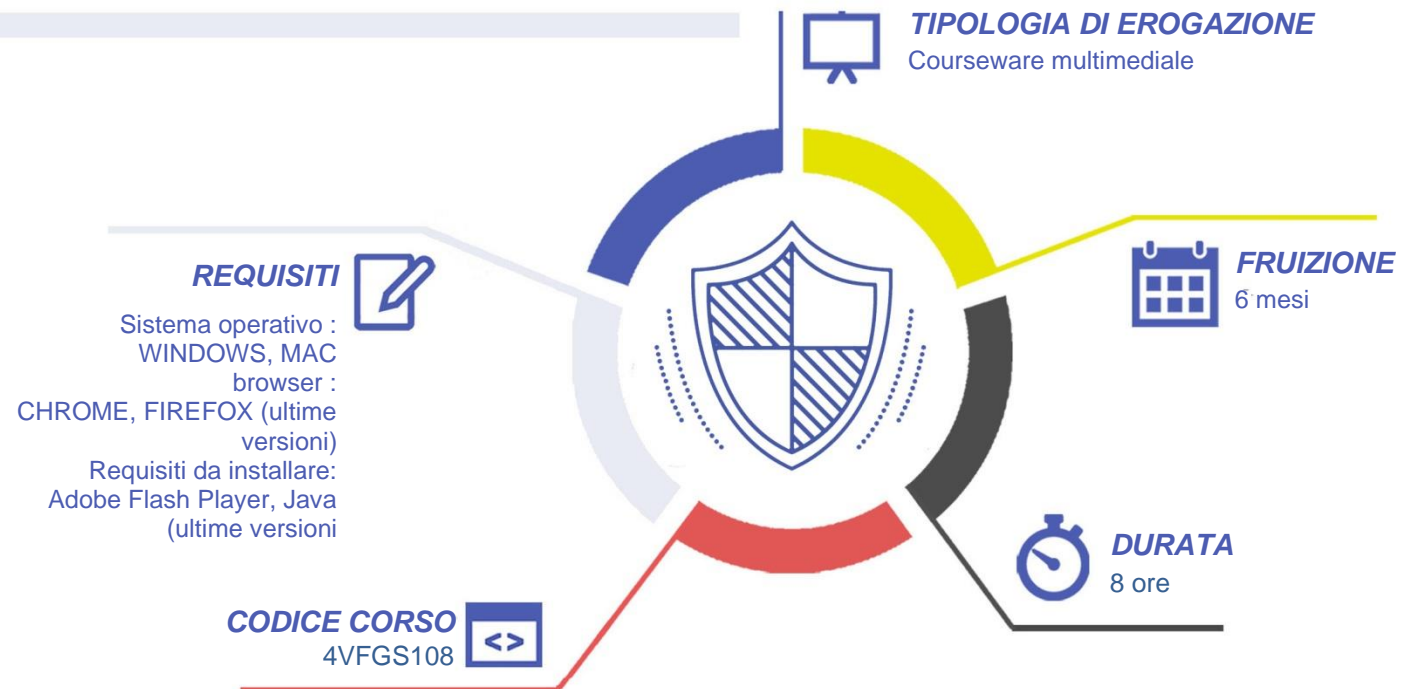 TIPOLOGIA DI EROGAZIONE
Courseware multimediale
REQUISITI
Sistema operativo :
WINDOWS, MAC
browser :
CHROME, FIREFOX (ultime
versioni)
Requisiti da installare:
Adobe Flash Player, Java
(ultime versioni
FRUIZIONE
6 mesi
DURATA
8 ore
CODICE CORSO
4VFGS108
<>